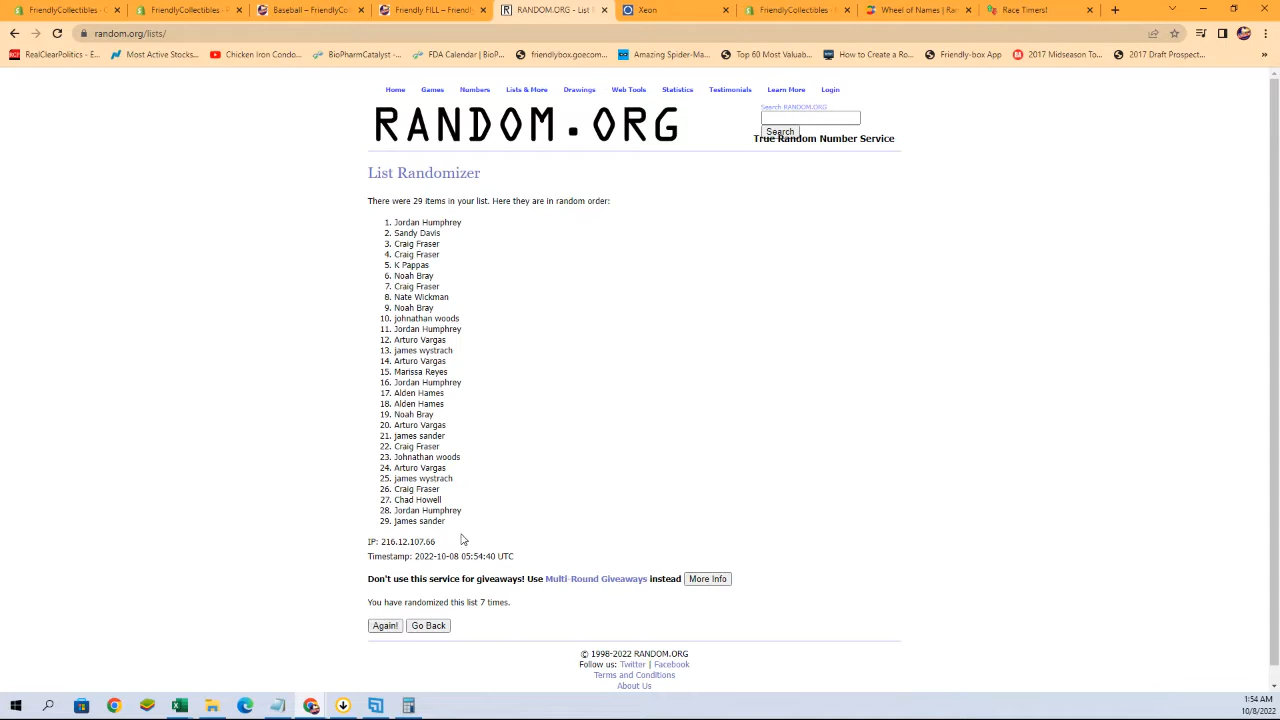 FriendlyCollectibles - O
FriendlyCollectibles - G
Baseball – FriendlyCo
Friendly FILL – Friendly
RANDOM.ORG - List
Xeon
FriendlyCollectibles - C
Wheel of Names | Ra
Race Timers!
random.org/lists/
RealClearPolitics - E...
Most Active Stocks...
Chicken Iron Condo...
BioPharmCatalyst -...
FDA Calendar | BioP...
friendlybox.goecom...
Amazing Spider-Ma...
Top 60 Most Valuab...
How to Create a Ro...
Friendly-box App
2017 Midseason To...
2017 Draft Prospect...
Home Games Numbers Lists & More Drawings Web Tools Statistics Testimonials Learn More Login
RANDOM.ORG
Search RANDOM.ORG
Search
True Random Number Service
List Randomizer
There were 29 items in your list. Here they are in random order:
1. Jordan Humphrey
2. Sandy Davis
3. Craig Fraser
4. Craig Fraser
5. K Pappas
6. Noah Bray
7. Craig Fraser
8. Nate Wickman
9. Noah Bray
10. johnathan woods
11. Jordan Humphrey
12. Arturo Vargas
13. james wystrach
14. Arturo Vargas
15. Marissa Reyes
16. Jordan Humphrey
17. Alden Hames
18. Alden Hames
19. Noah Bray
20. Arturo Vargas
21. james sander
22. Craig Fraser
23. Johnathan woods
24. Arturo Vargas
25. james wystrach
26. Craig Fraser
27. Chad Howell
28. Jordan Humphrey
29. james sander
IP: 216.12.107.66
Timestamp: 2022-10-08 05:54:40 UTC
Don't use this service for giveaways! Use Multi-Round Giveaways instead More Info
You have randomized this list 7 times.
Again! Go Back
© 1998-2022 RANDOM.ORG
Follow us: Twitter | Facebook
Terms and Conditions
About Us
1:54 AM
10/8/2022